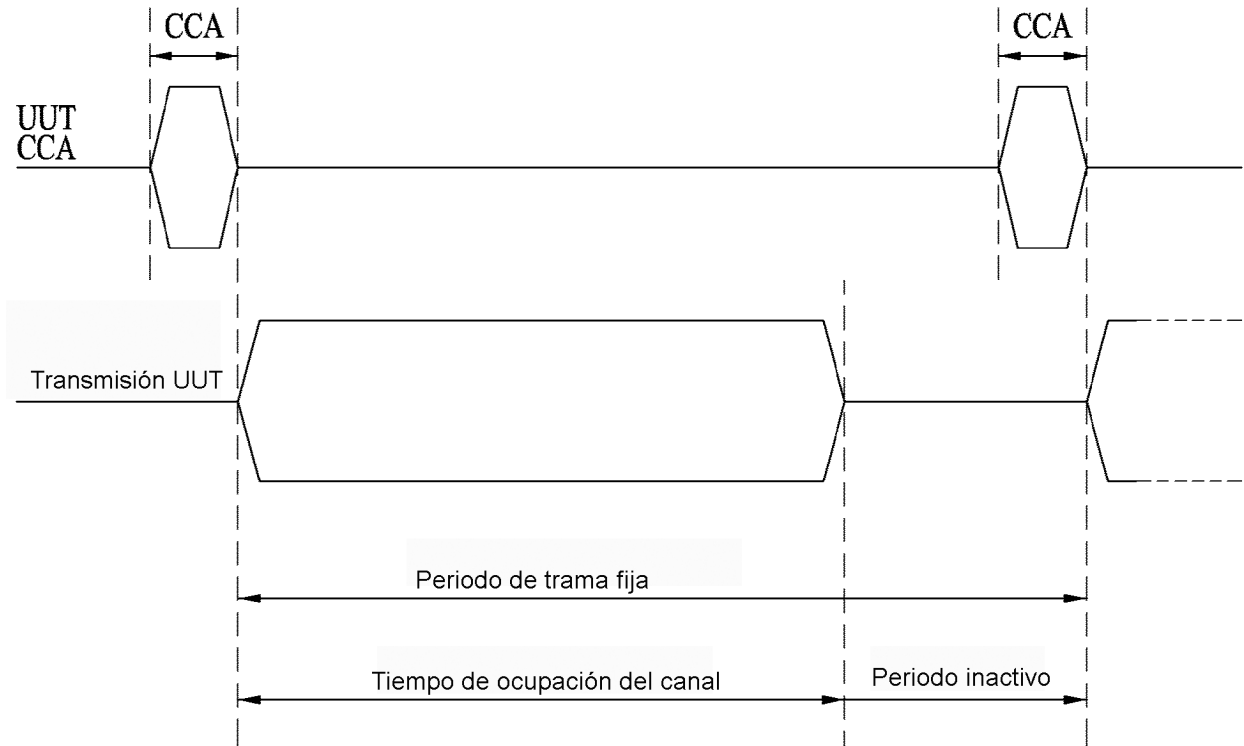 CCA
CCA
UUT
CCA
Transmisión UUT
Periodo de trama fija
Tiempo de ocupación del canal
Periodo inactivo